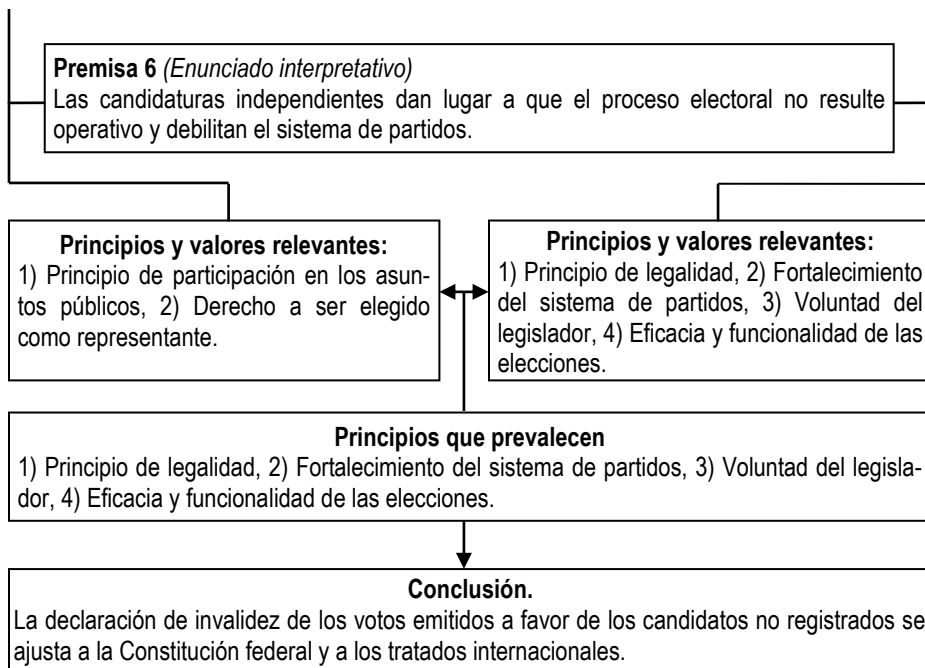 Premisa 6 (Enunciado interpretativo)
Las candidaturas independientes dan lugar a que el proceso electoral no resulte
operativo y debilitan el sistema de partidos.
Principios y valores relevantes:
1) Principio de participación en los asun-
tos públicos, 2) Derecho a ser elegido
como representante.
Principios y valores relevantes:
1) Principio de legalidad, 2) Fortalecimiento
del sistema de partidos, 3) Voluntad del
legislador, 4) Eficacia y funcionalidad de las
elecciones.
Principios que prevalecen
1) Principio de legalidad, 2) Fortalecimiento del sistema de partidos, 3) Voluntad del legisla-
dor, 4) Eficacia y funcionalidad de las elecciones.
Conclusión.
La declaración de invalidez de los votos emitidos a favor de los candidatos no registrados se
ajusta a la Constitución federal y a los tratados internacionales.